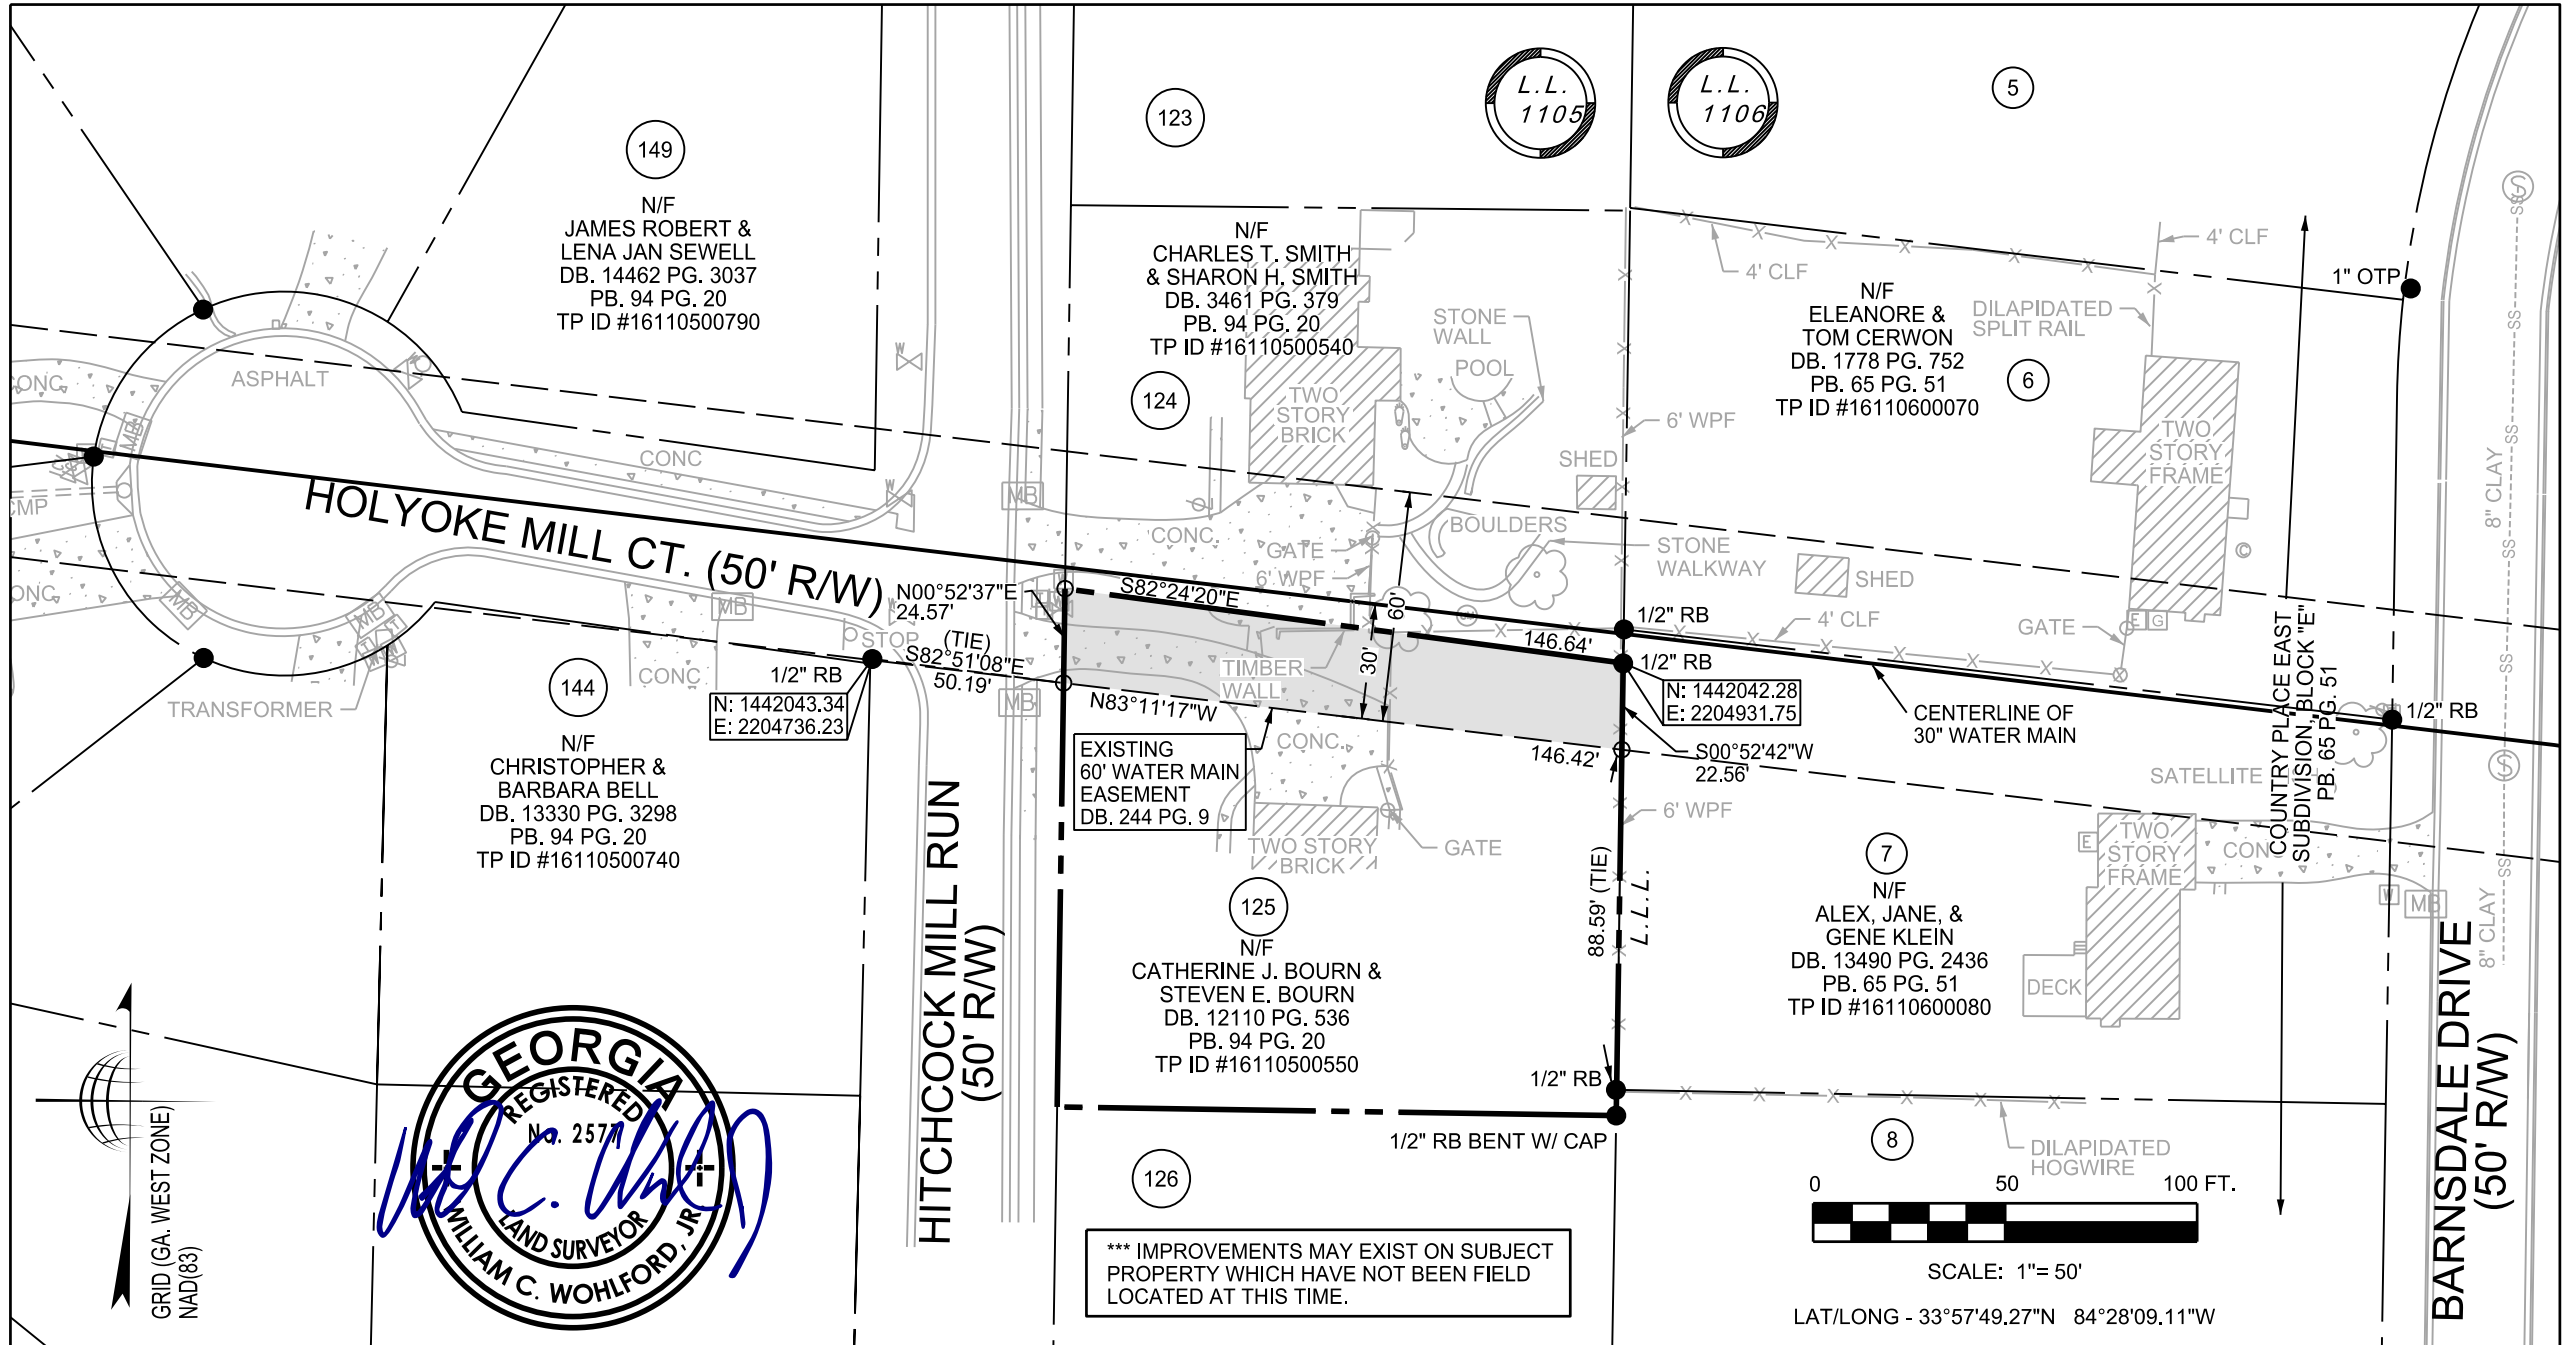 L.L.
1105
L.L.
1106
5
123
149
N/F
JAMES ROBERT &
LENA JAN SEWELL
DB. 14462 PG. 3037
PB. 94 PG. 20
TP ID #16110500790
N/F
CHARLES T. SMITH
& SHARON H. SMITH
DB. 3461 PG. 379
PB. 94 PG. 20
TP ID #16110500540
124
4' CLF
4' CLF
1" OTP
N/F
ELEANORE &
TOM CERWON
DB. 1778 PG. 752
PB. 65 PG. 51
TP ID #16110600070
6
DILAPIDATED
SPLIT RAIL
STONE
WALL
POOL
TWO
STORY
BRICK
6' WPF
SHED
TWO
STORY
FRAME
ASPHALT
CONC
CONC
MB
MB
CMP
CONC.
BOULDERS
GATE
6' WPF
STONE
WALKWAY
SHED
4' CLF
GATE
E
G
8" CLAY
SS
SS
SS
SS
SS
S
S
HOLYOKE MILL CT. (50' R/W)
N00°52'37"E
24.57'
S82°24'20"E
146.64'
60'
30'
1/2" RB
1/2" RB
1/2" RB
N: 1442042.28
E: 2204931.75
CENTERLINE OF
30" WATER MAIN
(TIE)
S82°51'08"E
50.19'
STOP
1/2" RB
N: 1442043.34
E: 2204736.23
MB
MB
MB
MB
CONC
CONC
TRANSFORMER
144
N/F
CHRISTOPHER &
BARBARA BELL
DB. 13330 PG. 3298
PB. 94 PG. 20
TP ID #16110500740
TIMBER
WALL
N83°11'17"W
146.42'
S00°52'42"W
22.56'
EXISTING
60' WATER MAIN
EASEMENT
DB. 244 PG. 9
CONC.
TWO STORY
BRICK
GATE
6' WPF
SATELLITE
COUNTRY PLACE EAST
SUBDIVISION, BLOCK "E"
PB. 65 PG. 51
TWO
STORY
FRAME
E
W
MB
DECK
8" CLAY
125
N/F
CATHERINE J. BOURN &
STEVEN E. BOURN
DB. 12110 PG. 536
PB. 94 PG. 20
TP ID #16110500550
88.59' (TIE)
L.L.L.
7
N/F
ALEX, JANE, &
GENE KLEIN
DB. 13490 PG. 2436
PB. 65 PG. 51
TP ID #16110600080
HITCHCOCK MILL RUN
(50' R/W)
BARNSDALE DRIVE
(50' R/W)
1/2" RB
1/2" RB BENT W/ CAP
126
8
DILAPIDATED
HOGWIRE
GRID (GA. WEST ZONE)
NAD(83)
GEORGIA
REGISTERED
No. 2577
LAND SURVEYOR
WILLIAM C. WOHLFORD, JR.
*** IMPROVEMENTS MAY EXIST ON SUBJECT
PROPERTY WHICH HAVE NOT BEEN FIELD
LOCATED AT THIS TIME.
0 50 100 FT.
SCALE: 1"= 50'
LAT/LONG - 33°57'49.27"N 84°28'09.11"W